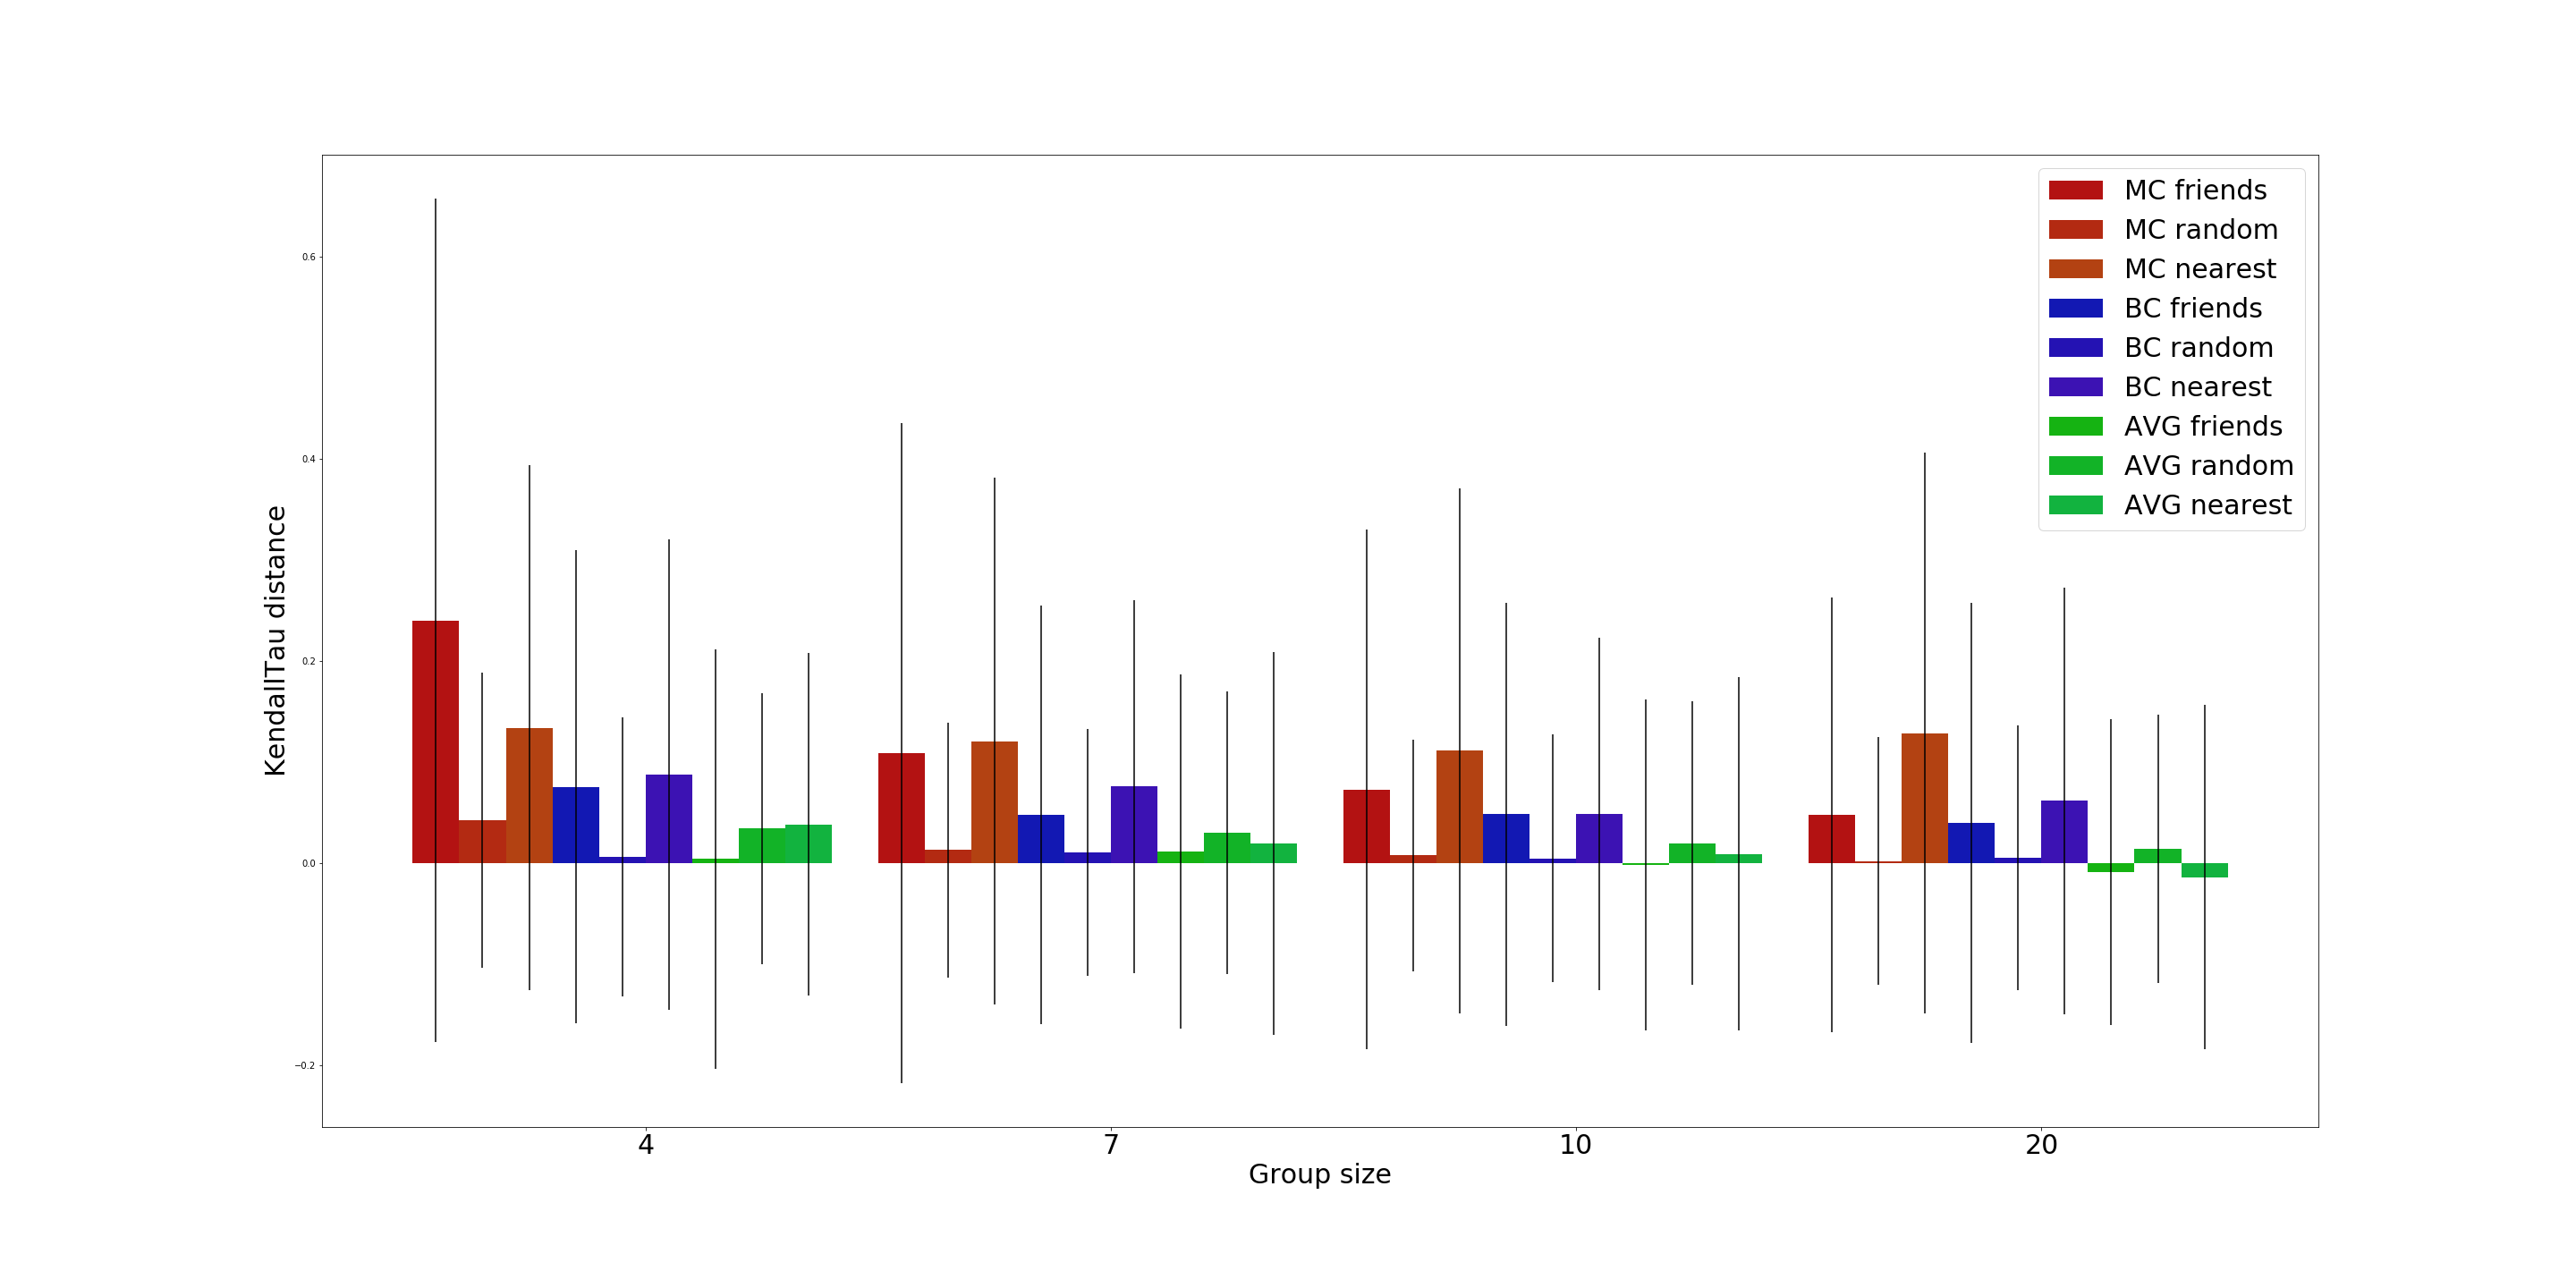 MC friends
MC random
MC nearest
BC friends
BC random
BC nearest
AVG friends
AVG random
AVG nearest
0.6
0.4
0.2
0.0
−0.2
KendallTau distance
4 7 10 20
Group size